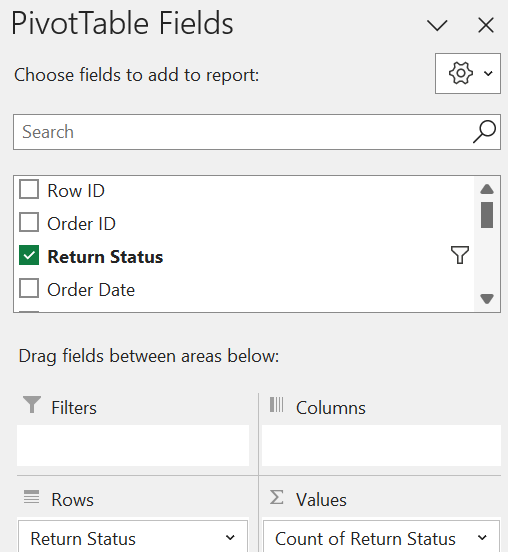 PivotTable Fields
Choose fields to add to report:
Search
Row ID
Order ID
Return Status
Order Date
Drag fields between areas below:
Filters
Columns
Rows
Values
Return Status
Count of Return Status